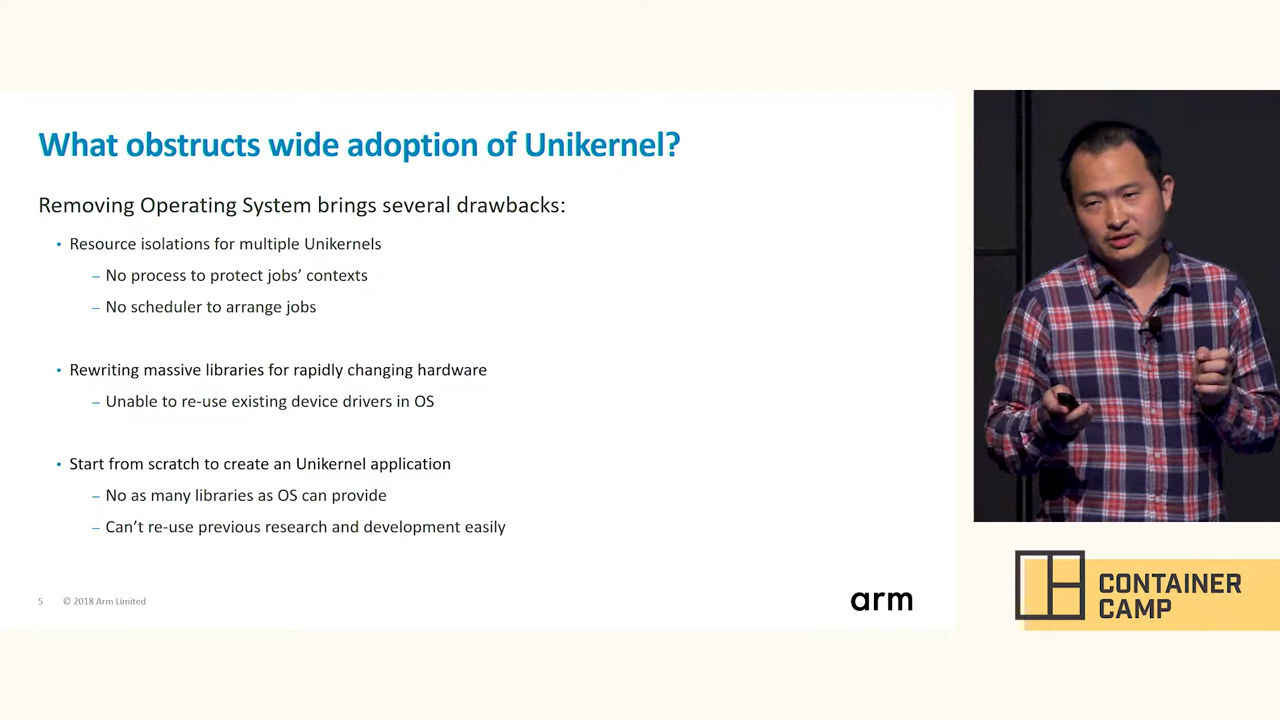 What obstructs wide adoption of Unikernel?
Removing Operating System brings several drawbacks:
• Resource isolations for multiple Unikernels
– No process to protect jobs’ contexts
– No scheduler to arrange jobs
• Rewriting massive libraries for rapidly changing hardware
– Unable to re-use existing device drivers in OS
• Start from scratch to create an Unikernel application
– No as many libraries as OS can provide
– Can’t re-use previous research and development easily
5 © 2018 Arm Limited
arm
CONTAINER
CAMP